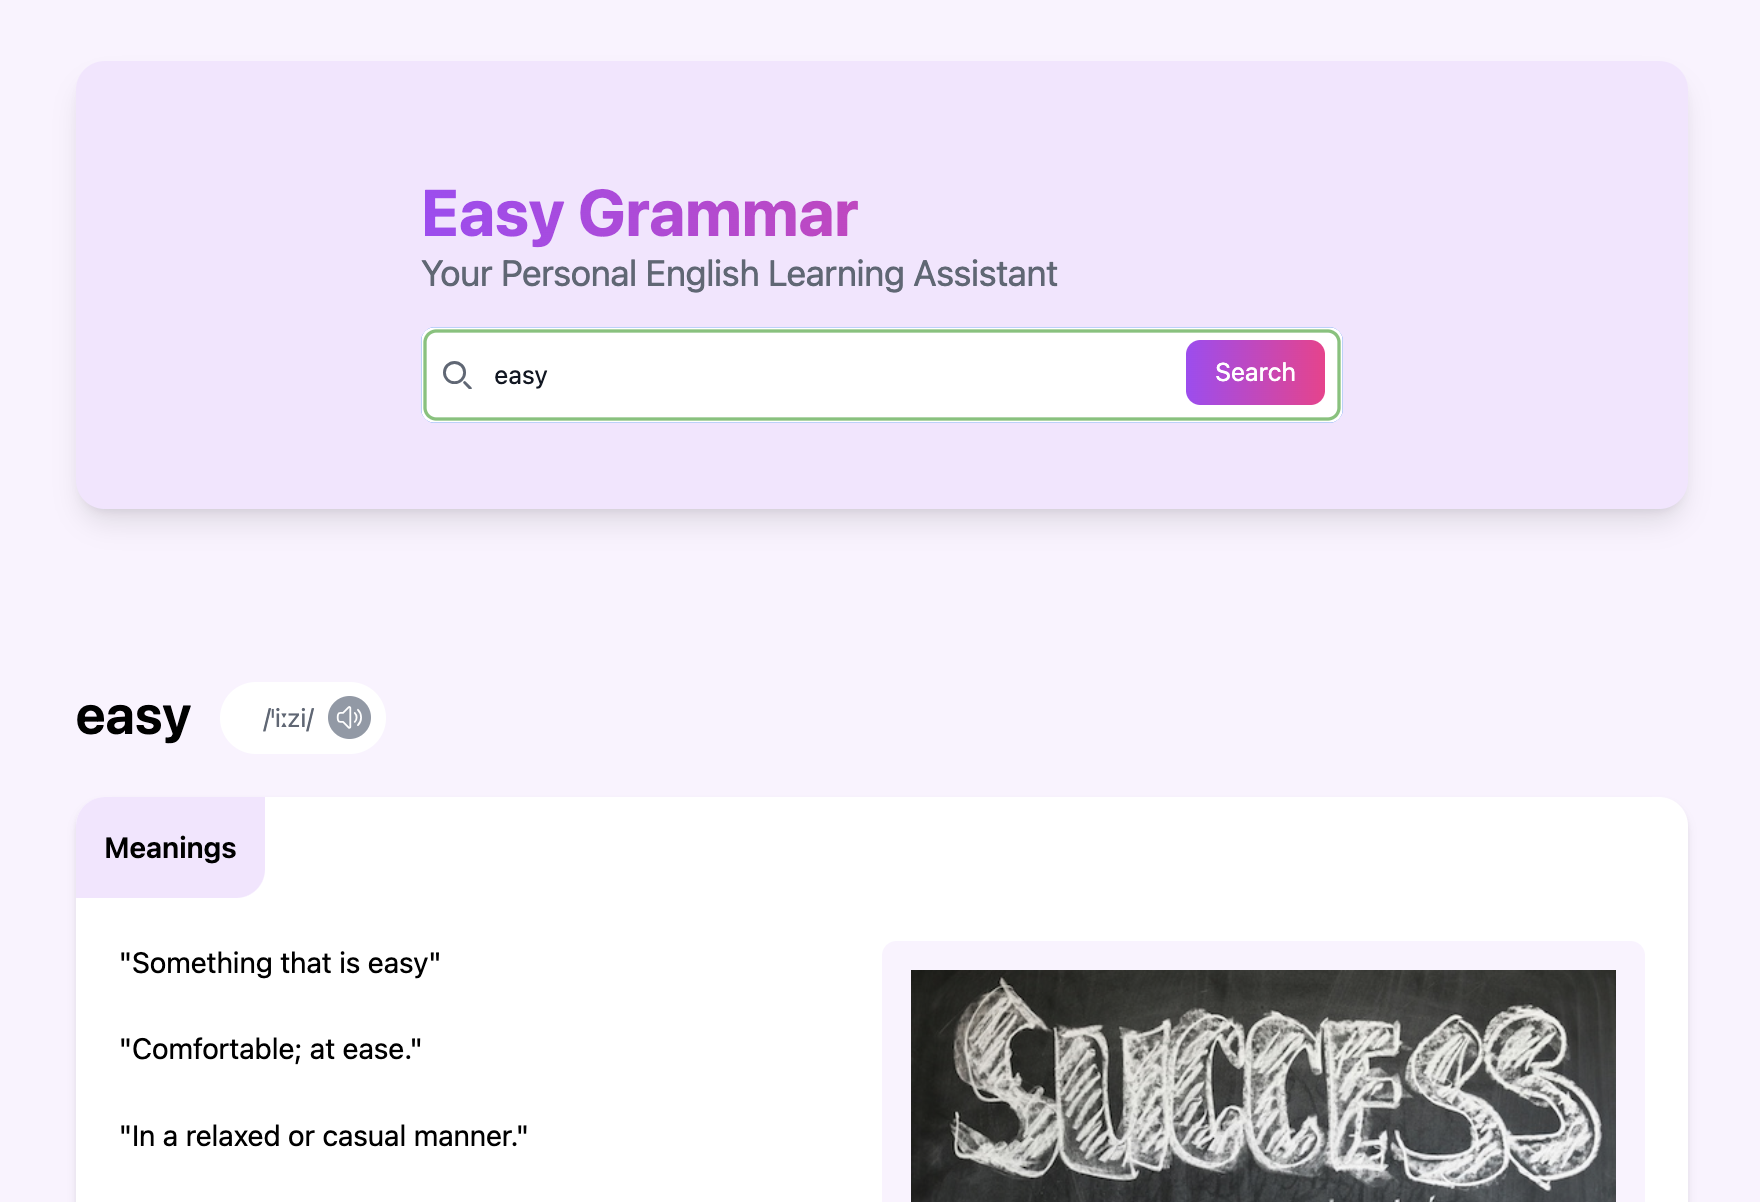 Easy Grammar
Your Personal English Learning Assistant
easy
Search
easy
/ˈiːzi/
Meanings
"Something that is easy"
"Comfortable; at ease."
"In a relaxed or casual manner."
SUCCESS